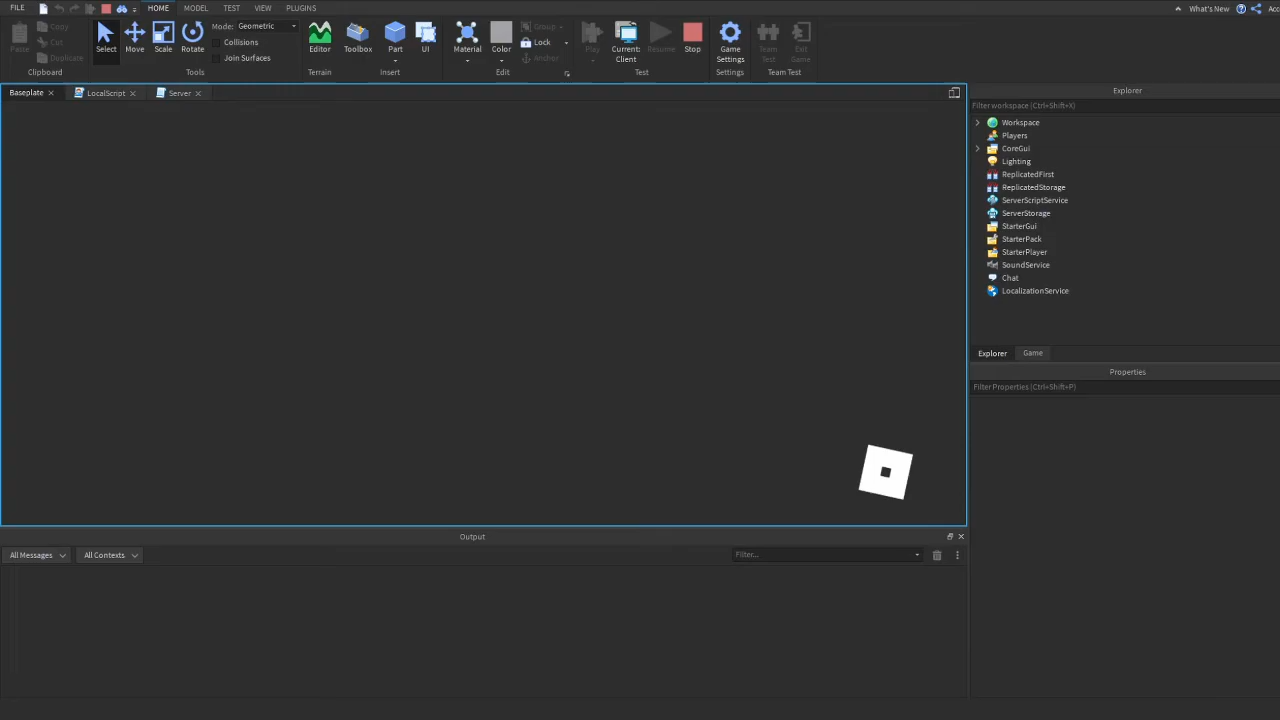 FILE HOME MODEL TEST VIEW PLUGINS What's New
Paste Copy Cut Duplicate Clipboard
Select Move Scale Rotate Mode: Geometric Collisions Join Surfaces Tools
Editor Terrain
Toolbox Part UI Insert
Material Color Group Lock Anchor Edit
Play Current: Client Resume Stop Test
Game Settings Settings
Team Test Exit Game Team Test
Baseplate LocalScript Server
Explorer
Filter workspace (Ctrl+Shift+X)
Workspace
Players
CoreGui
Lighting
ReplicatedFirst
ReplicatedStorage
ServerScriptService
ServerStorage
StarterGui
StarterPack
StarterPlayer
SoundService
Chat
LocalizationService
Explorer Game
Properties
Filter Properties (Ctrl+Shift+P)
Output
All Messages All Contexts Filter...